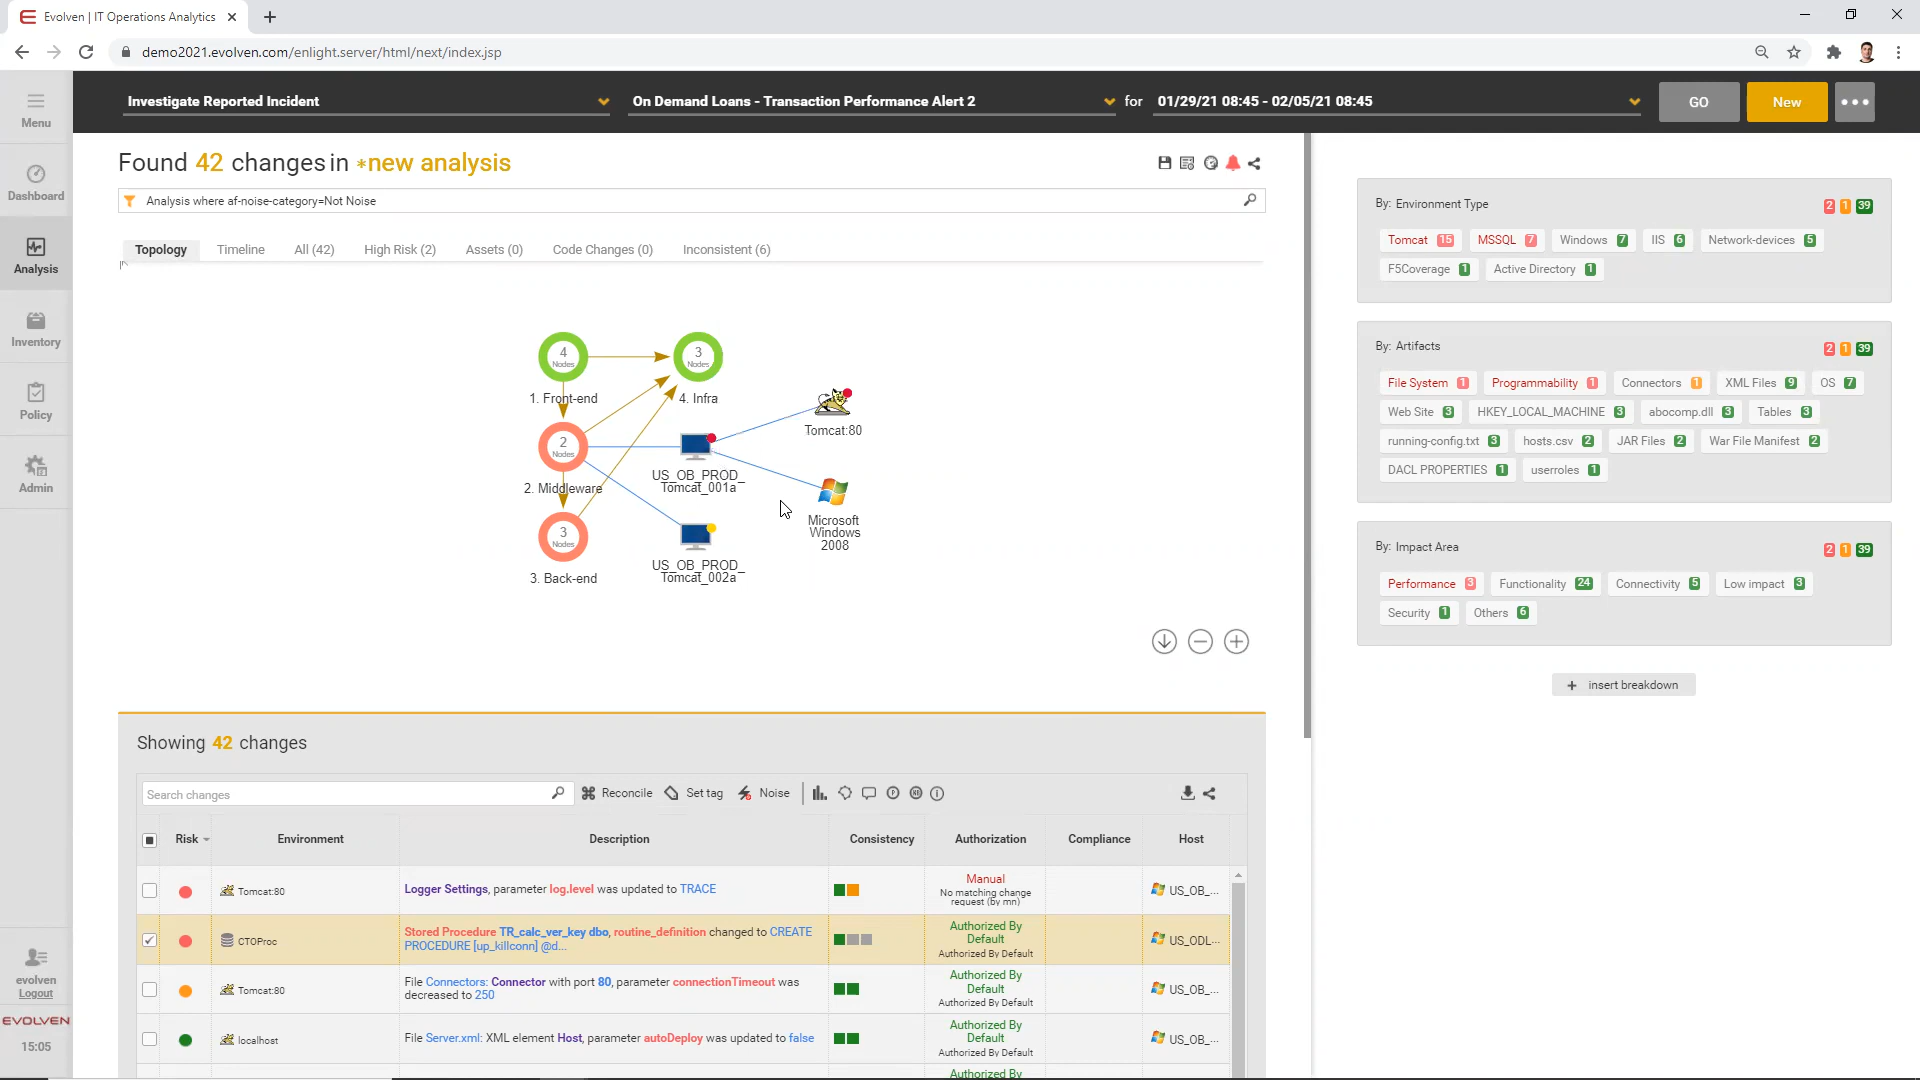 Evolven | IT Operations Analytics
demo2021.evolven.com/enlight.server/html/next/index.jsp
Menu
Dashboard
Analysis
Inventory
Policy
Admin
evolven
Logout
EVOLVEN
15:05
Investigate Reported Incident
On Demand Loans - Transaction Performance Alert 2
for
01/29/21 08:45 - 02/05/21 08:45
GO
New
Found 42 changes in *new analysis
Analysis where af-noise-category=Not Noise
Topology
Timeline
All (42)
High Risk (2)
Assets (0)
Code Changes (0)
Inconsistent (6)
4
Nodes
1. Front-end
3
Nodes
4. Infra
2
Nodes
2. Middleware
3
Nodes
3. Back-end
US_OB_PROD_
Tomcat_001a
US_OB_PROD_
Tomcat_002a
Tomcat:80
Microsoft
Windows
2008
Showing 42 changes
Search changes
Reconcile
Set tag
Noise
Risk
Environment
Description
Consistency
Authorization
Compliance
Host
Tomcat:80
Logger Settings, parameter log.level was updated to TRACE
Manual
No matching change
request (by mn)
US_OB_...
CTOProc
Stored Procedure TR_calc_ver_key dbo, routine_definition changed to CREATE
PROCEDURE [up_killconn] @d...
Authorized By
Default
Authorized By Default
US_ODL...
Tomcat:80
File Connectors: Connector with port 80, parameter connectionTimeout was
decreased to 250
Authorized By
Default
Authorized By Default
US_OB_...
localhost
File Server.xml: XML element Host, parameter autoDeploy was updated to false
Authorized By
Default
Authorized By Default
US_OB_...
Authorized By
By: Environment Type
2 1 39
Tomcat 15
MSSQL 7
Windows 7
IIS 6
Network-devices 5
F5Coverage 1
Active Directory 1
By: Artifacts
2 1 39
File System 1
Programmability 1
Connectors 1
XML Files 9
OS 7
Web Site 3
HKEY_LOCAL_MACHINE 3
abocomp.dll 3
Tables 3
running-config.txt 3
hosts.csv 2
JAR Files 2
War File Manifest 2
DACL PROPERTIES 1
userroles 1
By: Impact Area
2 1 39
Performance 3
Functionality 24
Connectivity 5
Low impact 3
Security 1
Others 6
+ insert breakdown